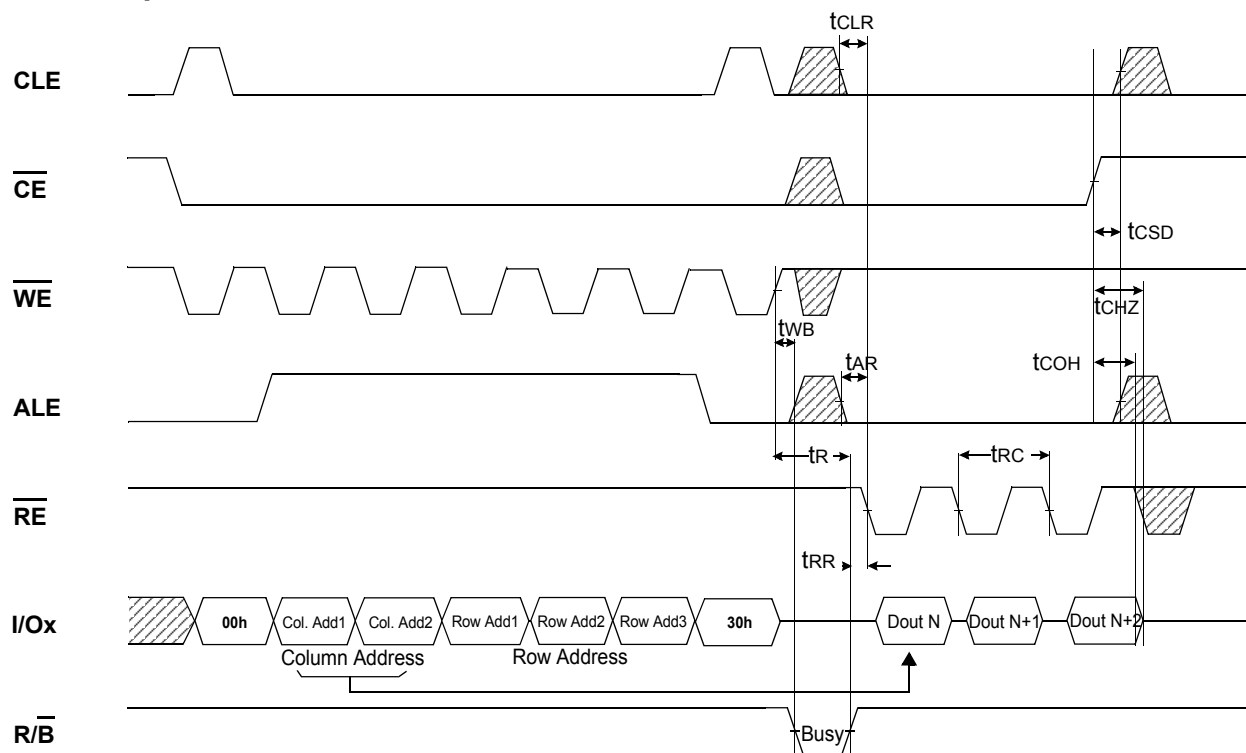 tCLR
CLE
CE
tCSD
WE
tCHZ
tWB
tCOH
tAR
ALE
tR
tRC
RE
tRR
I/Ox
00h
Col. Add1
Col. Add2
Row Add1
Row Add2
Row Add3
30h
Dout N
Dout N+1
Dout N+2
Column Address
Row Address
R/B
Busy